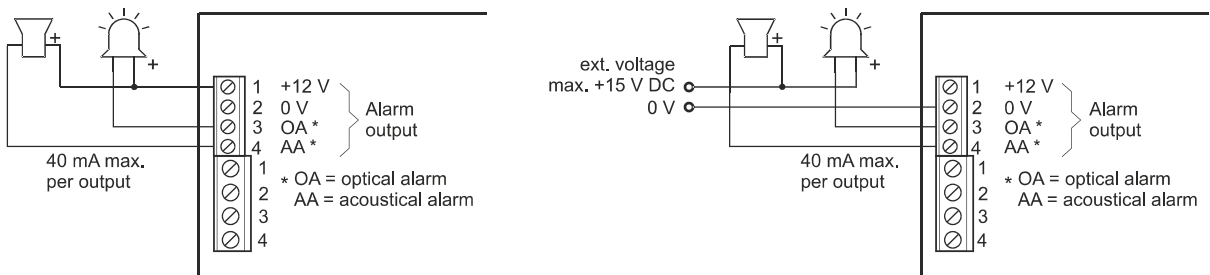 +
+
1 +12 V
2 0 V
3 OA *
4 AA *
Alarm
output
40 mA max.
per output
1
2
3
4
* OA = optical alarm
AA = acoustical alarm
ext. voltage
max. +15 V DC
0 V
+
+
1 +12 V
2 0 V
3 OA *
4 AA *
Alarm
output
40 mA max.
per output
1
2
3
4
* OA = optical alarm
AA = acoustical alarm